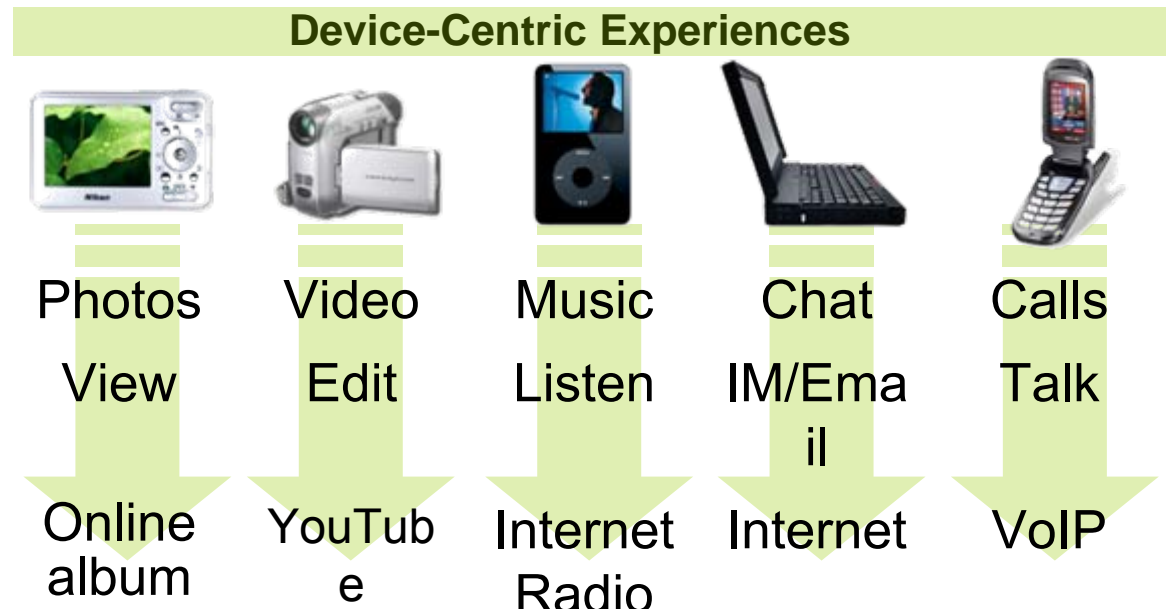 Device-Centric Experiences
Nikon
Photos
Video
Music
Chat
Calls
View
Edit
Listen
IM/Ema
il
Talk
Online
album
YouTub
e
Internet
Radio
Internet
VoIP